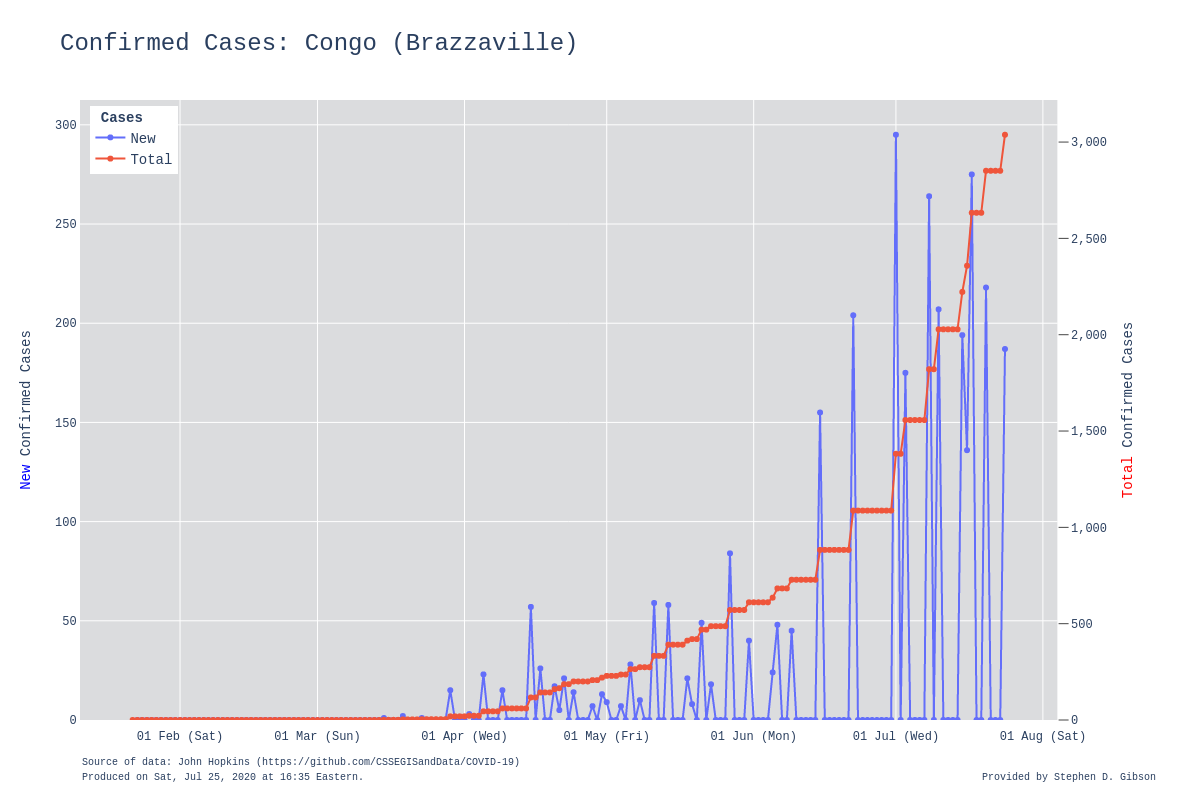 Confirmed Cases: Congo (Brazzaville)
Cases
New
Total
300
250
200
150
100
50
0
3,000
2,500
2,000
1,500
1,000
500
0
New Confirmed Cases
Total Confirmed Cases
01 Feb (Sat)
01 Mar (Sun)
01 Apr (Wed)
01 May (Fri)
01 Jun (Mon)
01 Jul (Wed)
01 Aug (Sat)
Source of data: John Hopkins (https://github.com/CSSEGISandData/COVID-19)
Produced on Sat, Jul 25, 2020 at 16:35 Eastern.
Provided by Stephen D. Gibson